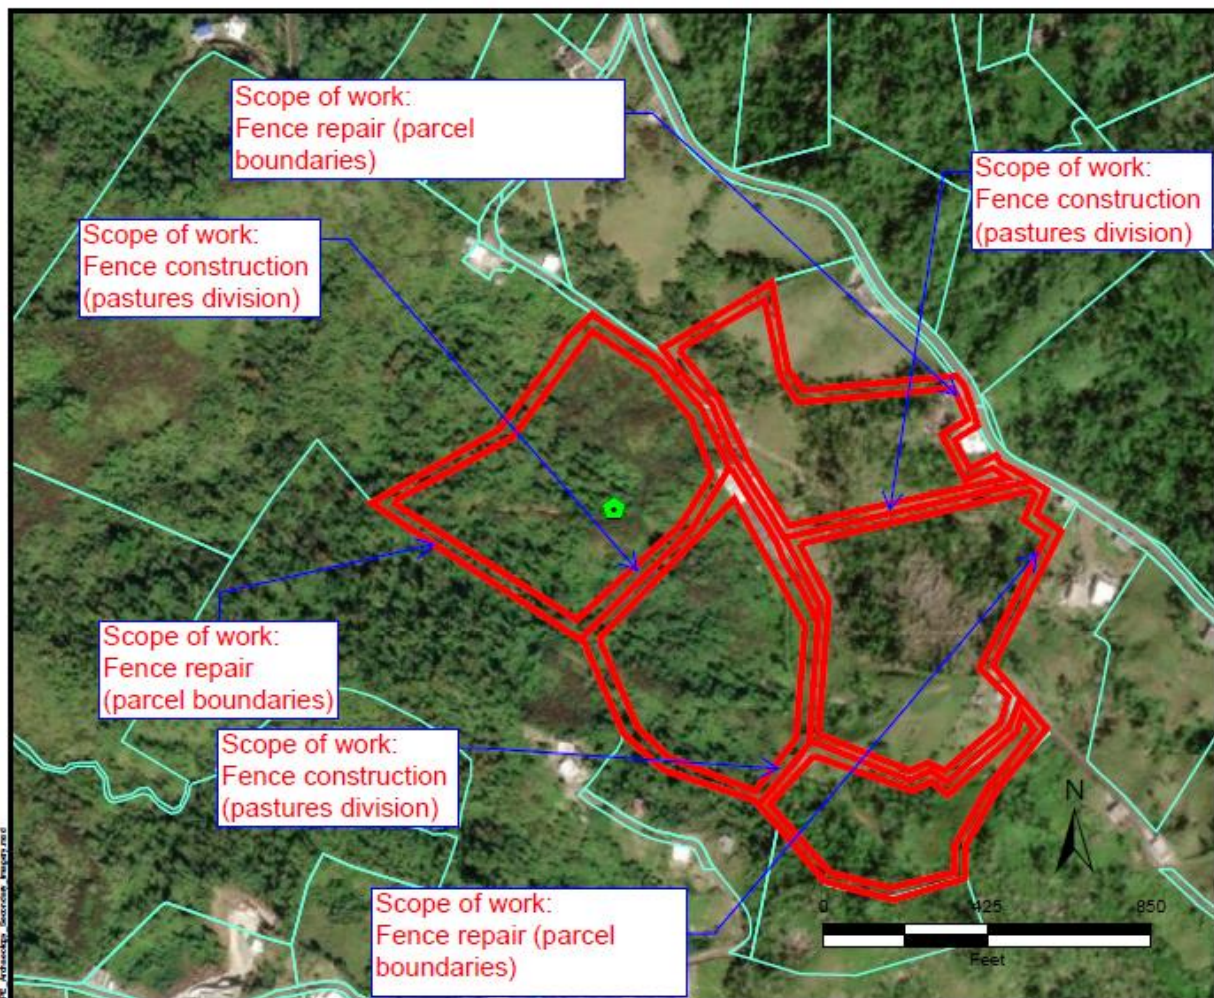 Scope of work:
Fence repair (parcel
boundaries)
Scope of work:
Fence construction
(pastures division)
Scope of work:
Fence construction
(pastures division)
Scope of work:
Fence repair
(parcel boundaries)
Scope of work:
Fence construction
(pastures division)
Scope of work:
Fence repair (parcel
boundaries)
N
0 425 850
Feet